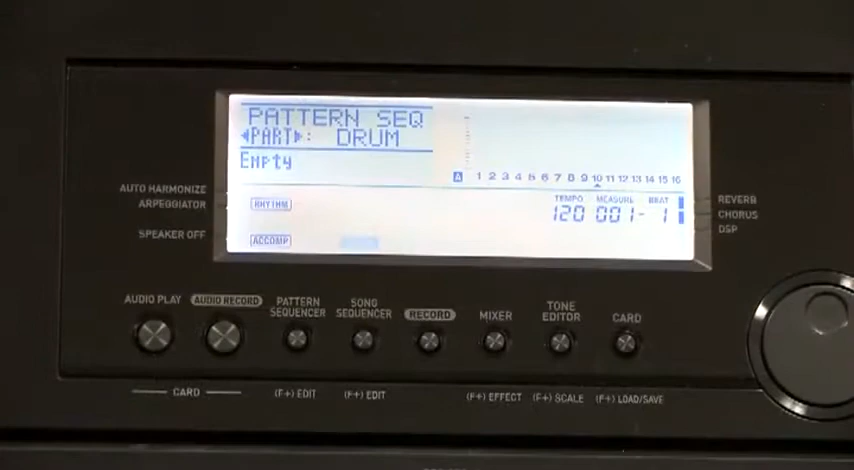 PATTERN SEQ
◀PART▶: DRUM
Empty
A 1 2 3 4 5 6 7 8 9 10 11 12 13 14 15 16
AUTO HARMONIZE
ARPEGGIATOR
SPEAKER OFF
RHYTHM
TEMPO MEASURE BEAT
120 001- 1
ACCOMP
REVERB
CHORUS
DSP
AUDIO PLAY
AUDIO RECORD
PATTERN
SEQUENCER
SONG
SEQUENCER
RECORD
MIXER
TONE
EDITOR
CARD
CARD
(F+) EDIT
(F+) EDIT
(F+) EFFECT
(F+) SCALE
(F+) LOAD/SAVE